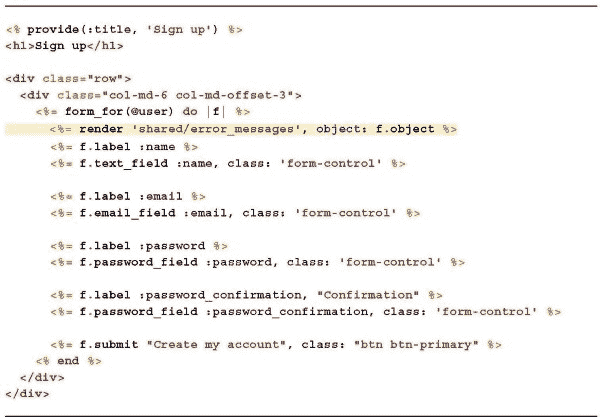 <% provide(:title, 'Sign up') %>
<h1>Sign up</h1>

<div class="row">
  <div class="col-md-6 col-md-offset-3">
    <%= form_for(@user) do |f| %>
      <%= render 'shared/error_messages', object: f.object %>
      <%= f.label :name %>
      <%= f.text_field :name, class: 'form-control' %>

      <%= f.label :email %>
      <%= f.email_field :email, class: 'form-control' %>

      <%= f.label :password %>
      <%= f.password_field :password, class: 'form-control' %>

      <%= f.label :password_confirmation, "Confirmation" %>
      <%= f.password_field :password_confirmation, class: 'form-control' %>

      <%= f.submit "Create my account", class: "btn btn-primary" %>
    <% end %>
  </div>
</div>